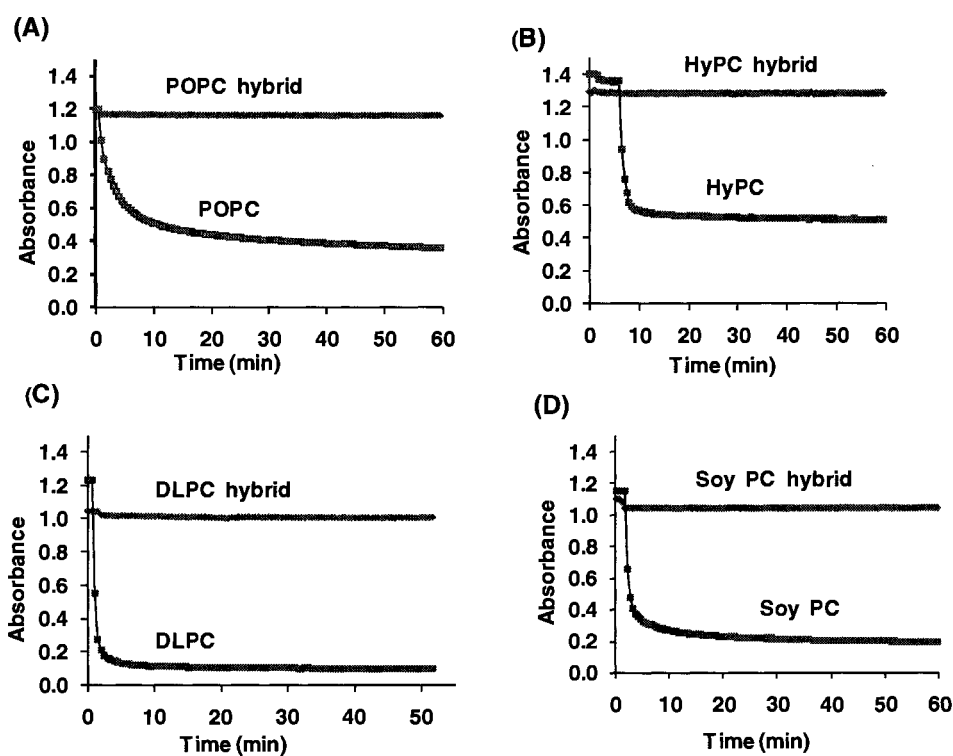 (A)
1.4
1.2
1.0
0.8
0.6
0.4
0.2
0.0
Absorbance
POPC hybrid
POPC
0 10 20 30 40 50 60
Time (min)
(B)
1.4
1.2
1.0
0.8
0.6
0.4
0.2
0.0
Absorbance
HyPC hybrid
HyPC
0 10 20 30 40 50 60
Time (min)
(C)
1.4
1.2
1.0
0.8
0.6
0.4
0.2
0.0
Absorbance
DLPC hybrid
DLPC
0 10 20 30 40 50
Time (min)
(D)
1.4
1.2
1.0
0.8
0.6
0.4
0.2
0.0
Absorbance
Soy PC hybrid
Soy PC
0 10 20 30 40 50 60
Time (min)